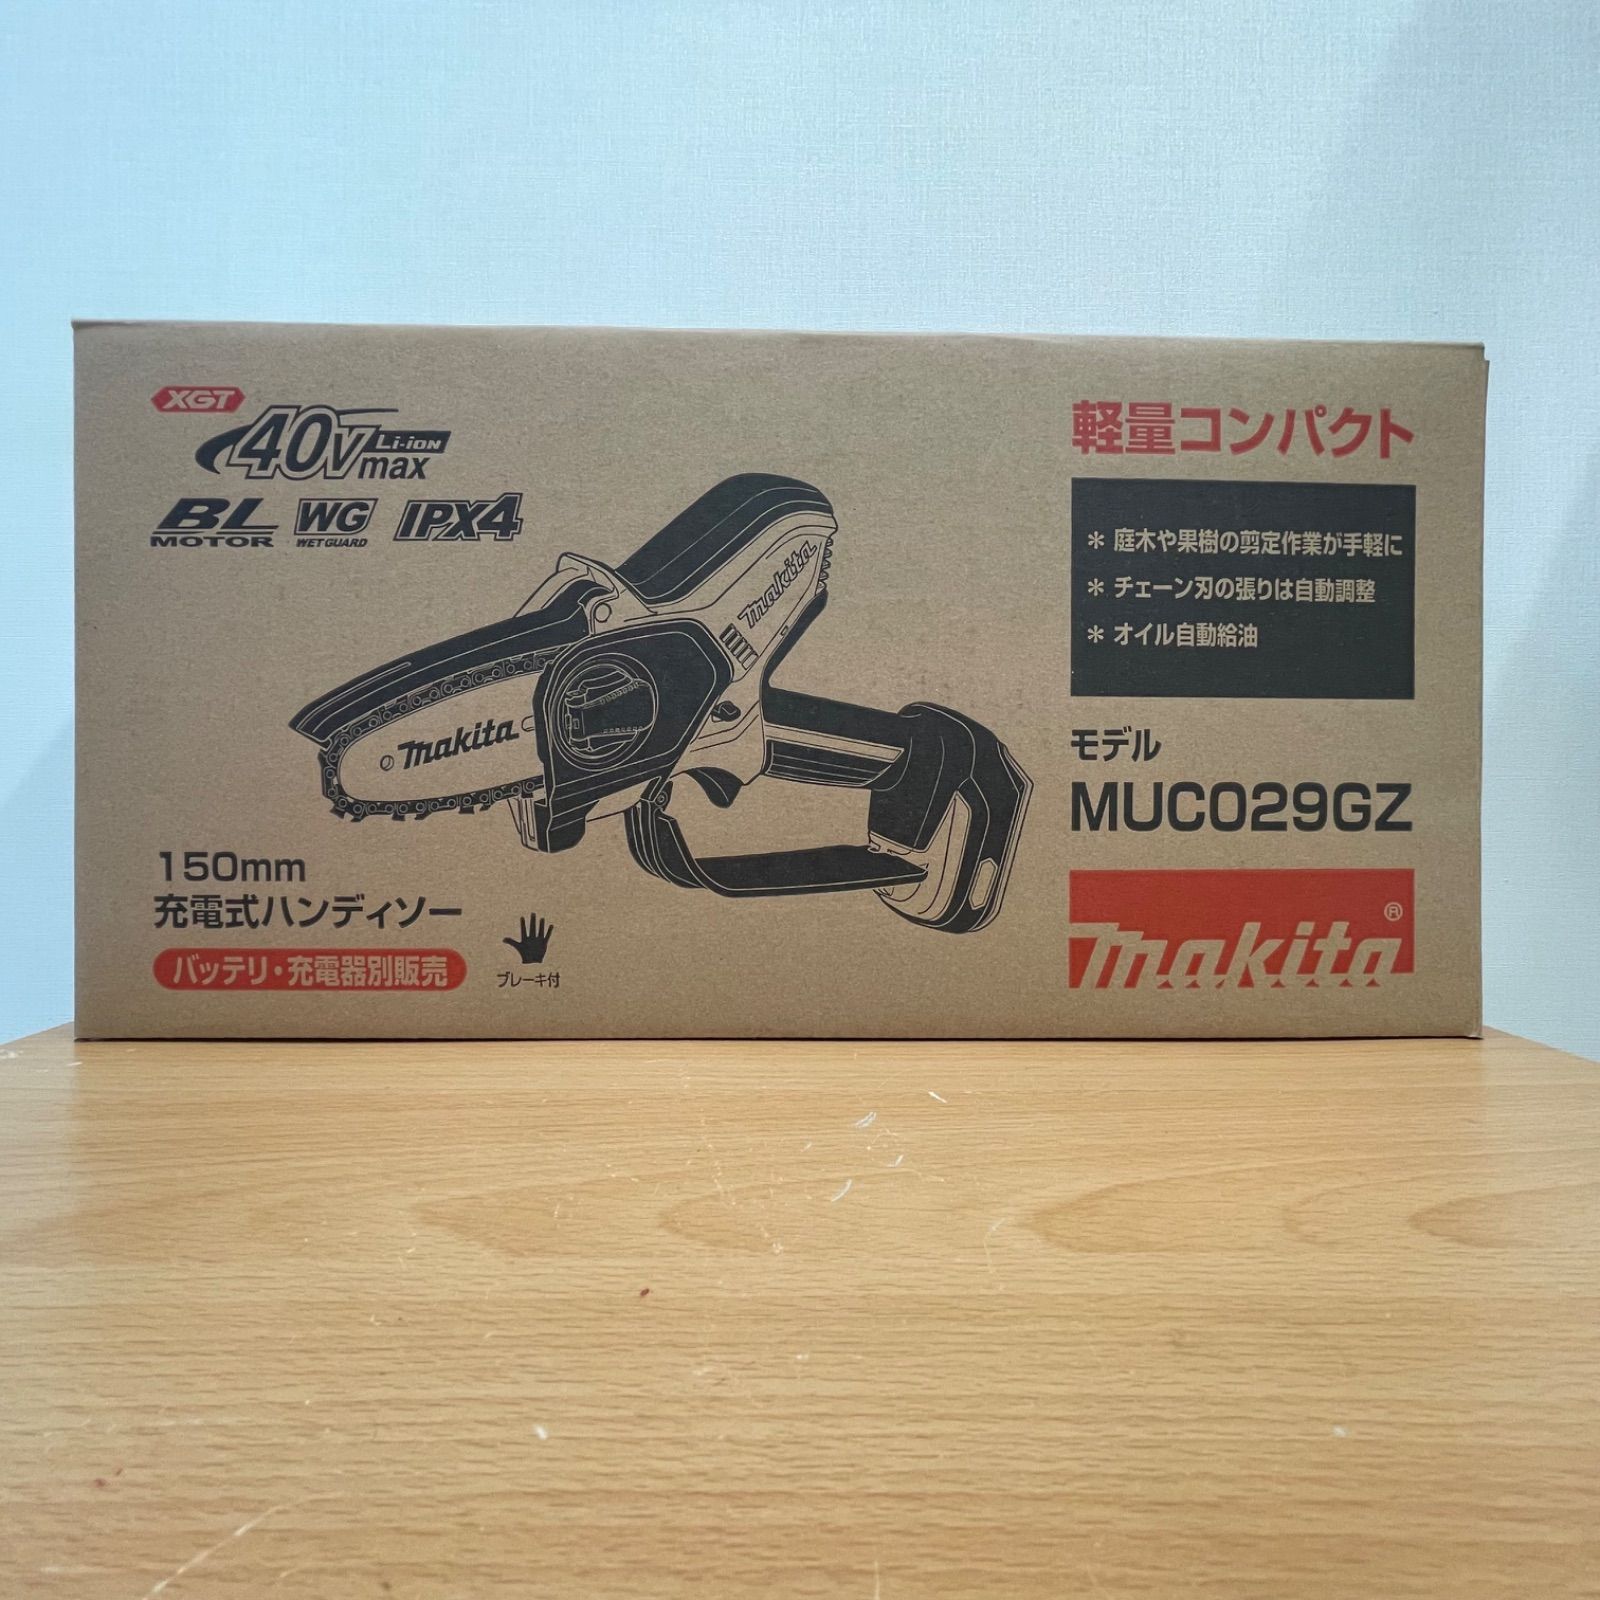 XGT
40Vmax Li-ion
BL MOTOR
WG WET GUARD
IPX4
makita
makita
150mm
充電式ハンディソー
バッテリ・充電器別販売
ブレーキ付
軽量コンパクト
＊ 庭木や果樹の剪定作業が手軽に
＊ チェーン刃の張りは自動調整
＊ オイル自動給油
モデル
MUC029GZ
makita®